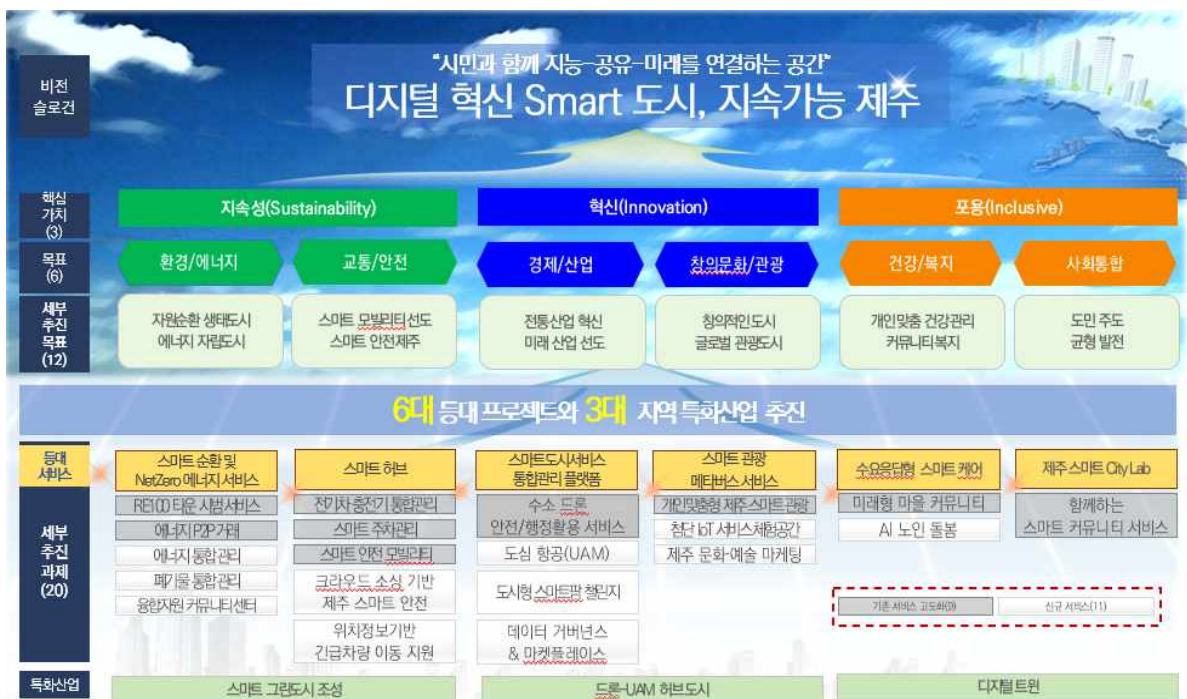 비전
슬로건
"시민과 함께 지능-공유-미래를 연결하는 공간"
디지털 혁신 Smart 도시, 지속가능 제주
핵심
가치
(3)
지속성(Sustainability)
혁신(Innovation)
포용(Inclusive)
목표
(6)
환경/에너지
교통/안전
경제/산업
창의문화/관광
건강/복지
사회통합
세부
추진
목표
(12)
자원순환 생태도시
에너지 자립도시
스마트 모빌리티 선도
스마트 안전제주
전통산업 혁신
미래 산업 선도
창의적인 도시
글로벌 관광도시
개인맞춤 건강관리
커뮤니티복지
도민 주도
균형 발전
6대 등대 프로젝트와 3대 지역 특화산업 추진
등대
서비스
스마트 순환 및
NetZero 에너지 서비스
스마트 허브
스마트도시서비스
통합관리 플랫폼
스마트 관광
메타버스 서비스
수요응답형 스마트 케어
제주 스마트 City Lab
세부
추진
과제
(20)
RE100 타운 시범서비스
에너지 P2P거래
에너지 통합관리
폐기물 통합관리
융합자원 커뮤니티센터
전기차 충전기 통합관리
스마트 주차관리
스마트 안전 모빌리티
크라우드 소싱 기반
제주 스마트 안전
위치정보기반
긴급차량 이동 지원
수소 드론
안전/행정활용 서비스
도심 항공(UAM)
도시형 스마트팜 챌린지
데이터 거버넌스
& 마켓플레이스
개인맞춤형 제주스마트관광
첨단 IoT 서비스체험공간
제주 문화·예술 마케팅
미래형 마을 커뮤니티
AI 노인 돌봄
함께하는
스마트 커뮤니티 서비스
기존 서비스 고도화(9)
신규 서비스(11)
특화산업
스마트 그린도시 조성
드론-UAM 허브도시
디지털 트윈